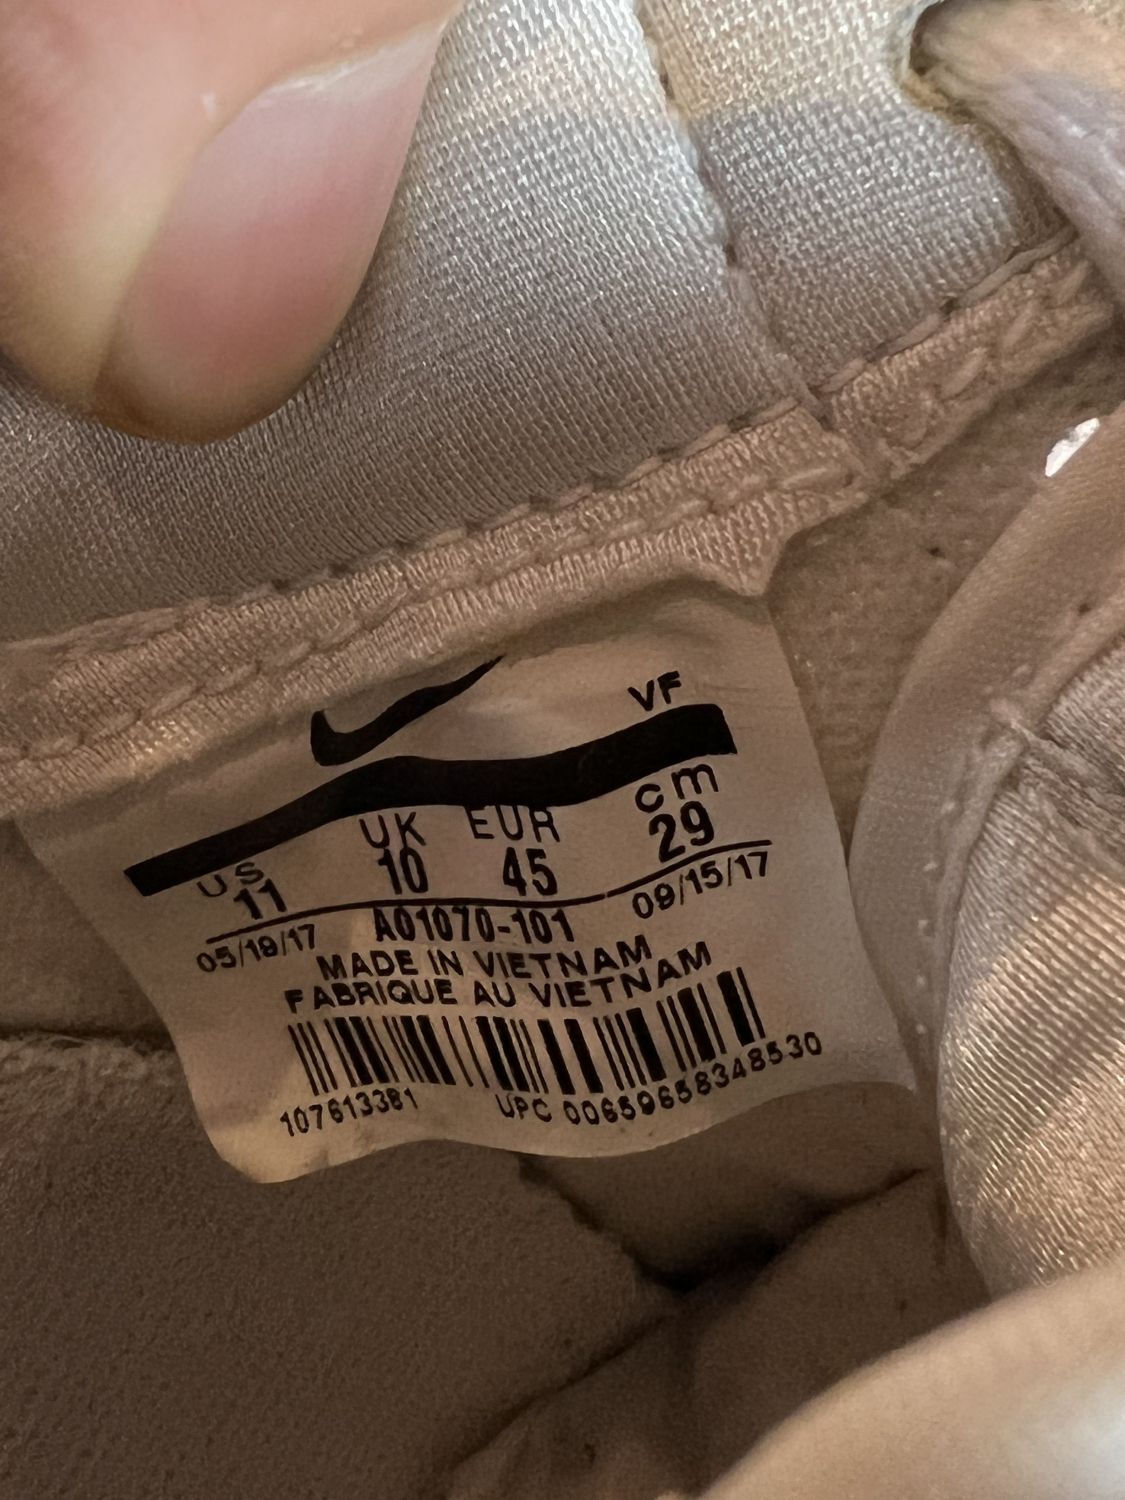 VF
US UK EUR cm
11 10 45 29
05/19/17 AO1070-101 09/15/17
MADE IN VIETNAM
FABRIQUE AU VIETNAM
107613381 UPC 00659658348530